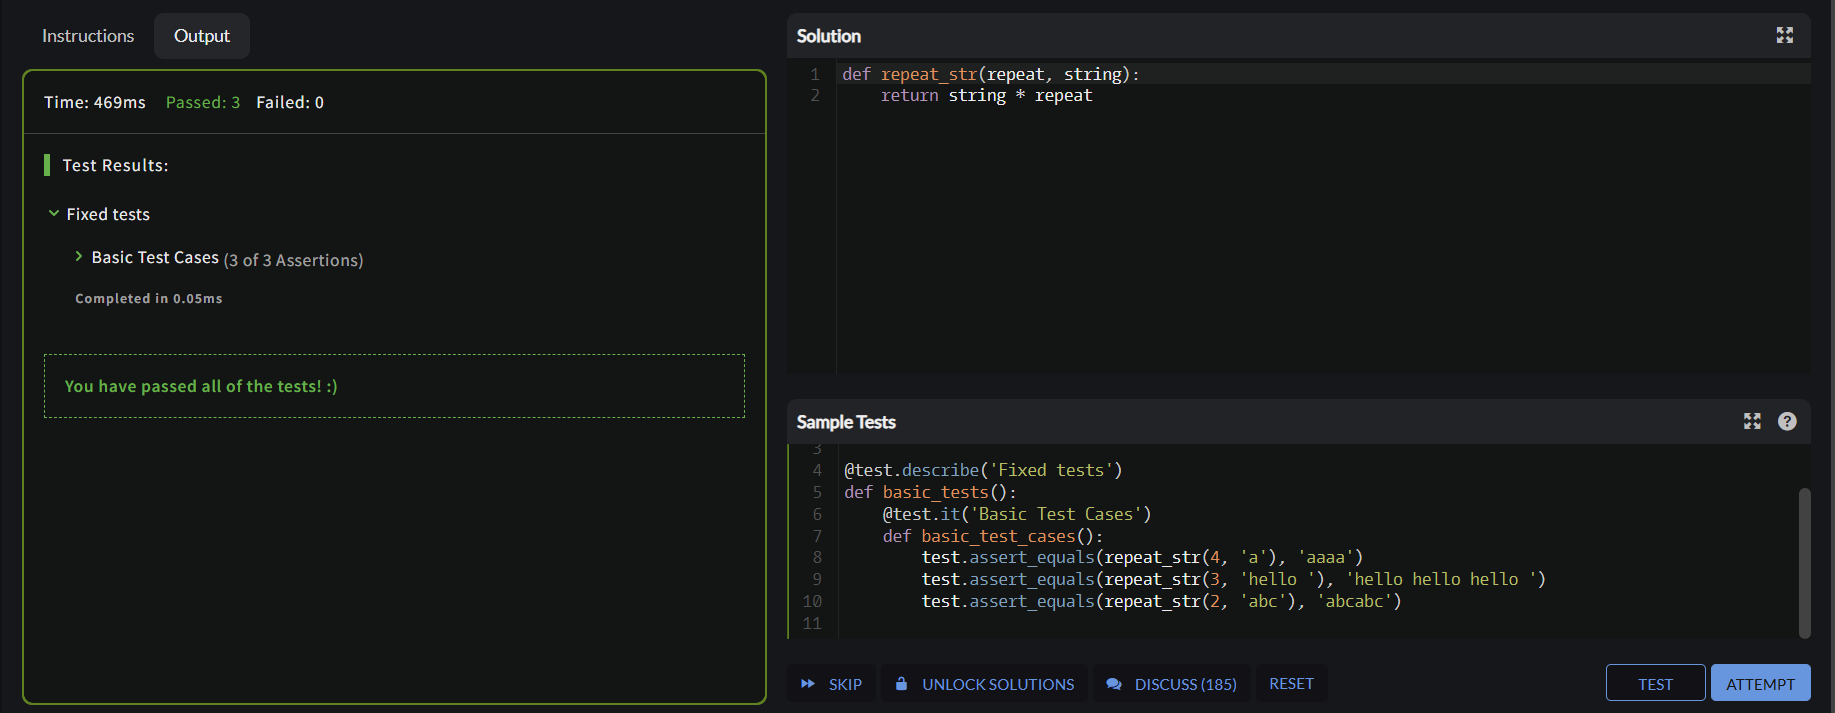 Instructions
Output
Time: 469ms Passed: 3 Failed: 0
Test Results:
Fixed tests
Basic Test Cases (3 of 3 Assertions)
Completed in 0.05ms
You have passed all of the tests! :)
Solution
1 def repeat_str(repeat, string):
2     return string * repeat
Sample Tests
?
3
4 @test.describe('Fixed tests')
5 def basic_tests():
6     @test.it('Basic Test Cases')
7     def basic_test_cases():
8         test.assert_equals(repeat_str(4, 'a'), 'aaaa')
9         test.assert_equals(repeat_str(3, 'hello '), 'hello hello hello ')
10         test.assert_equals(repeat_str(2, 'abc'), 'abcabc')
11
SKIP UNLOCK SOLUTIONS DISCUSS (185) RESET TEST ATTEMPT